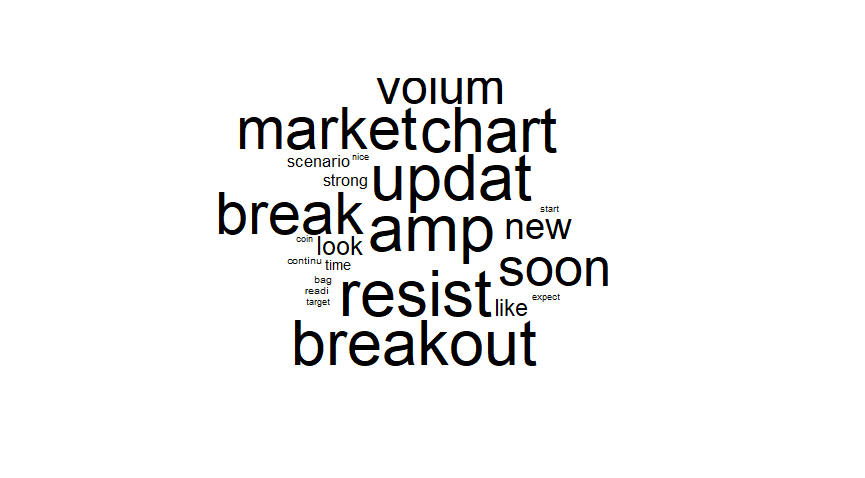 volum
market chart
scenario nice
strong updat
break amp start
new
coin look
continu time soon
bag
readi resist like expect
target
breakout